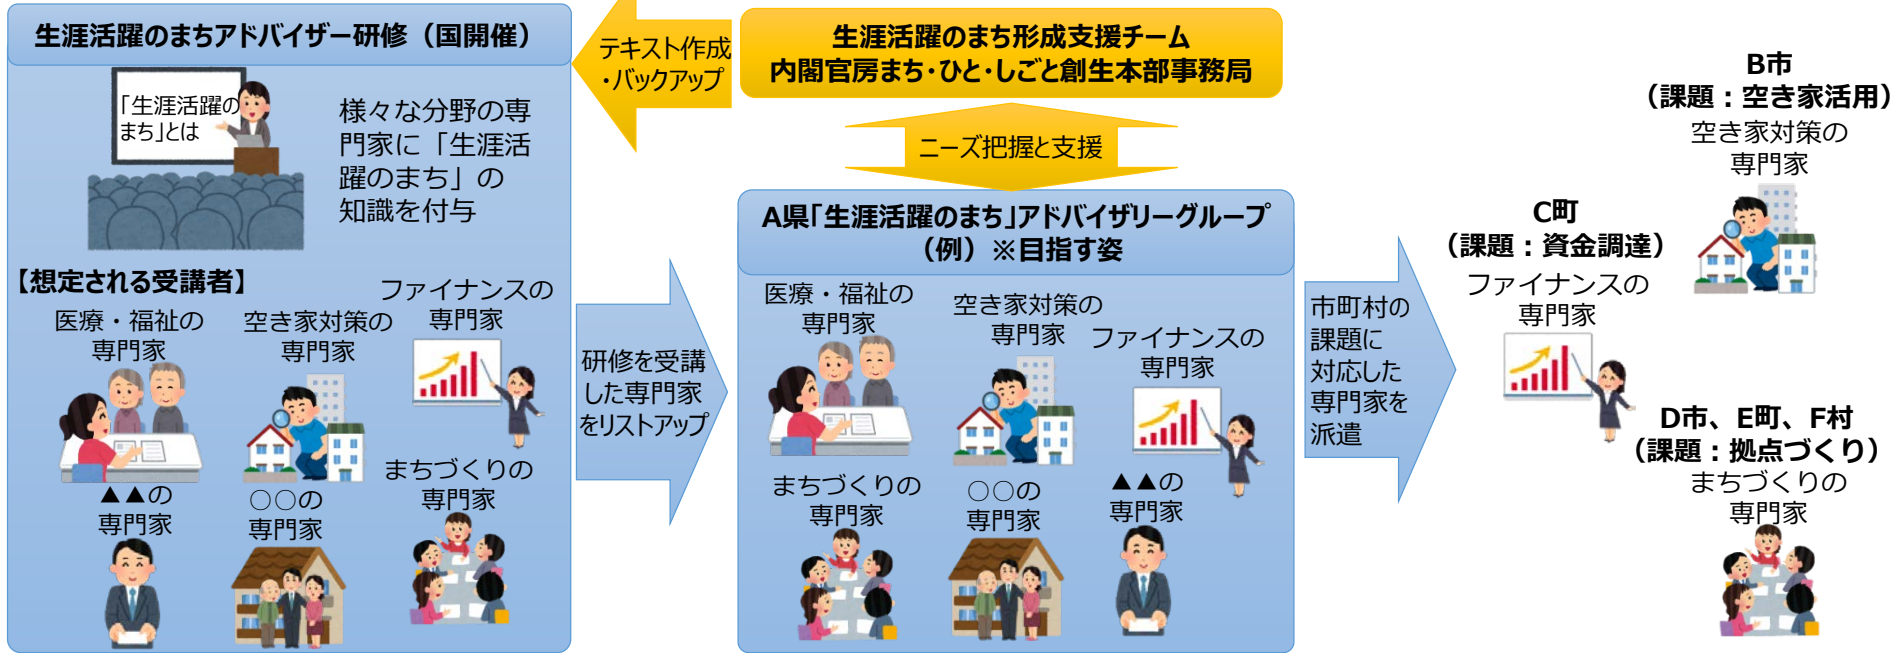 生涯活躍のまちアドバイザー研修（国開催）
「生涯活躍の
まち」とは
様々な分野の専
門家に「生涯活
躍のまち」の
知識を付与
【想定される受講者】
医療・福祉の
専門家
空き家対策の
専門家
ファイナンスの
専門家
▲▲の
専門家
○○の
専門家
まちづくりの
専門家
テキスト作成
・バックアップ
生涯活躍のまち形成支援チーム
内閣官房まち・ひと・しごと創生本部事務局
ニーズ把握と支援
研修を受講
した専門家
をリストアップ
A県「生涯活躍のまち」アドバイザリーグループ
（例）※目指す姿
医療・福祉の
専門家
空き家対策の
専門家
ファイナンスの
専門家
まちづくりの
専門家
○○の
専門家
▲▲の
専門家
市町村の
課題に
対応した
専門家を
派遣
B市
（課題：空き家活用）
空き家対策の
専門家
C町
（課題：資金調達）
ファイナンスの
専門家
D市、E町、F村
（課題：拠点づくり）
まちづくりの
専門家